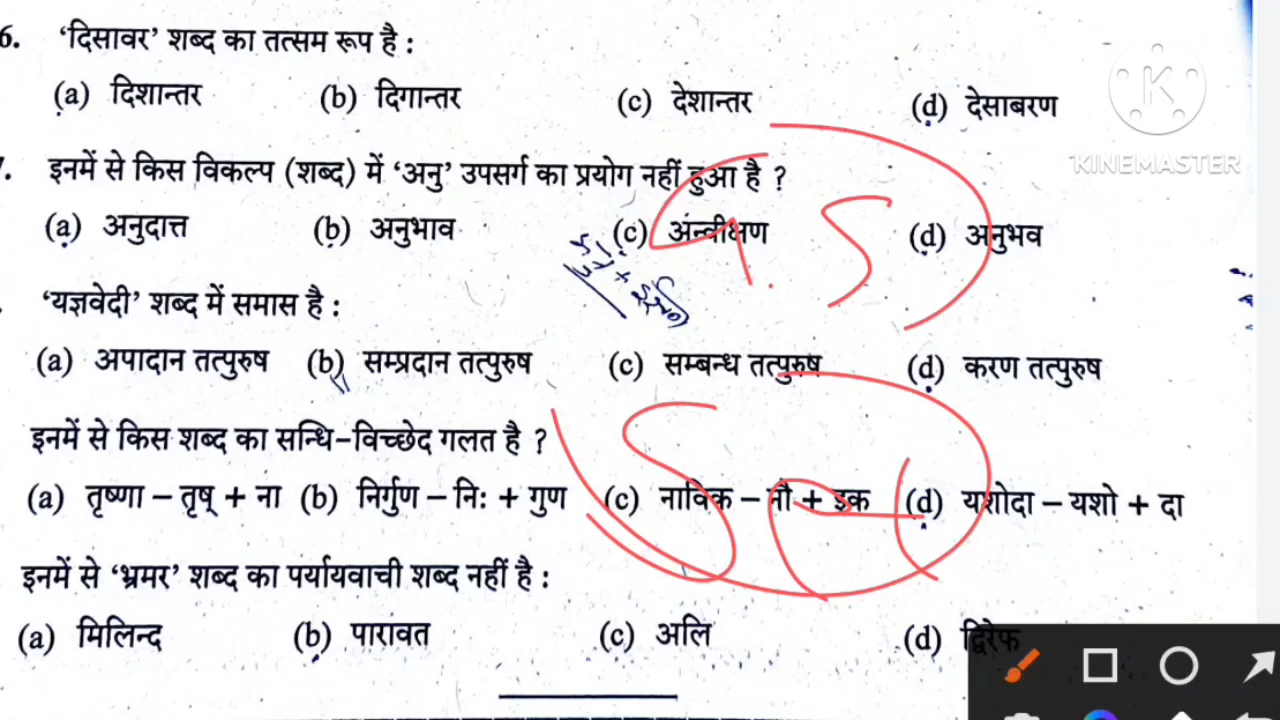 6. ‘दिसावर’ शब्द का तत्सम रूप है :
(a) दिशान्तर (b) दिगान्तर (c) देशान्तर (d) देसाबरण
K
KINEMASTER
7. इनमें से किस विकल्प (शब्द) में ‘अनु’ उपसर्ग का प्रयोग नहीं हुआ है ?
(a) अनुदात्त (b) अनुभाव (c) अन्वीक्षण (d) अनुभव
‘यज्ञवेदी’ शब्द में समास है :
(a) अपादान तत्पुरुष (b) सम्प्रदान तत्पुरुष (c) सम्बन्ध तत्पुरुष (d) करण तत्पुरुष
इनमें से किस शब्द का सन्धि-विच्छेद गलत है ?
(a) तृष्णा – तृष् + ना (b) निर्गुण – निः + गुण (c) नाविक – नौ + इक (d) यशोदा – यशो + दा
इनमें से ‘भ्रमर’ शब्द का पर्यायवाची शब्द नहीं है :
(a) मिलिन्द (b) पारावत (c) अलि (d) द्विरेफ